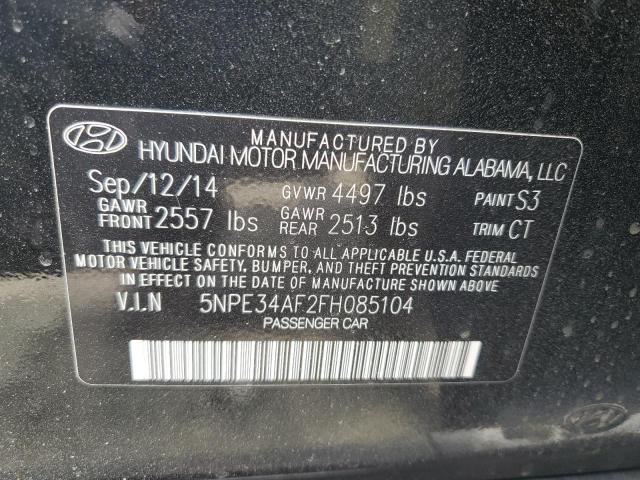 MANUFACTURED BY
HYUNDAI MOTOR MANUFACTURING ALABAMA, LLC
Sep/12/14 GVWR 4497 lbs PAINT S3
GAWR FRONT 2557 lbs GAWR REAR 2513 lbs TRIM CT
THIS VEHICLE CONFORMS TO ALL APPLICABLE U.S.A. FEDERAL
MOTOR VEHICLE SAFETY, BUMPER, AND THEFT PREVENTION STANDARDS
IN EFFECT ON THE DATE OF MANUFACTURE SHOWN ABOVE
V.I.N 5NPE34AF2FH085104
PASSENGER CAR